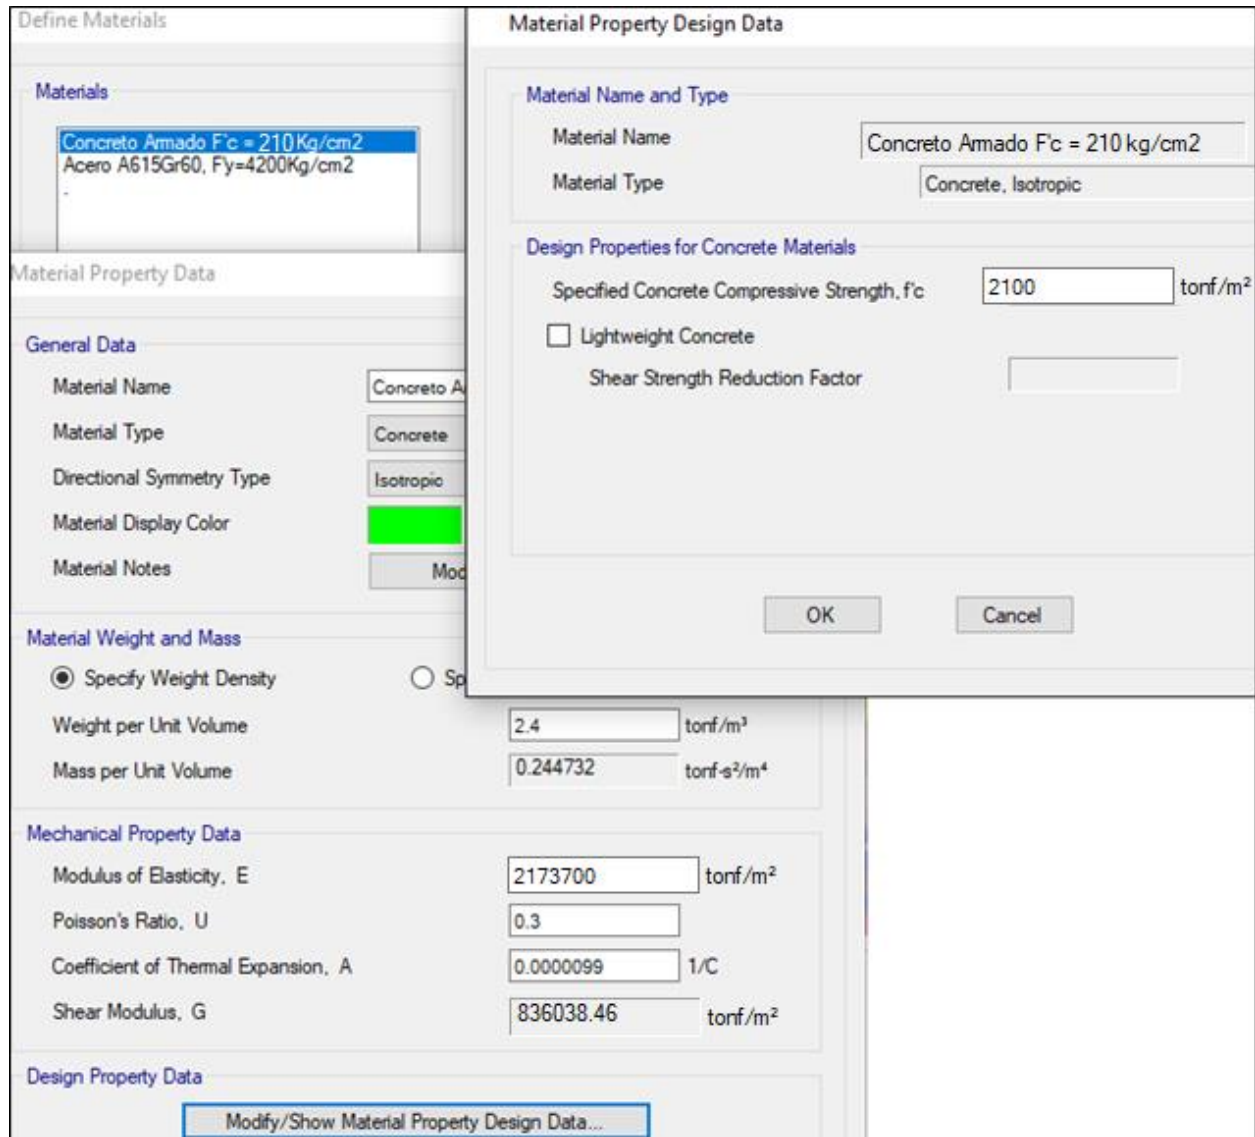 Define Materials
Materials
Concreto Armado F'c = 210 Kg/cm2
Acero A615Gr60, Fy=4200Kg/cm2
.
Material Property Data
General Data
Material Name Concreto A
Material Type Concrete
Directional Symmetry Type Isotropic
Material Display Color
Material Notes Mod
Material Weight and Mass
Specify Weight Density Sp
Weight per Unit Volume 2.4 tonf/m³
Mass per Unit Volume 0.244732 tonf-s²/m⁴
Mechanical Property Data
Modulus of Elasticity, E 2173700 tonf/m²
Poisson's Ratio, U 0.3
Coefficient of Thermal Expansion, A 0.0000099 1/C
Shear Modulus, G 836038.46 tonf/m²
Design Property Data
Modify/Show Material Property Design Data...
Material Property Design Data
Material Name and Type
Material Name Concreto Armado F'c = 210 kg/cm2
Material Type Concrete, Isotropic
Design Properties for Concrete Materials
Specified Concrete Compressive Strength, f'c 2100 tonf/m²
Lightweight Concrete
Shear Strength Reduction Factor
OK Cancel